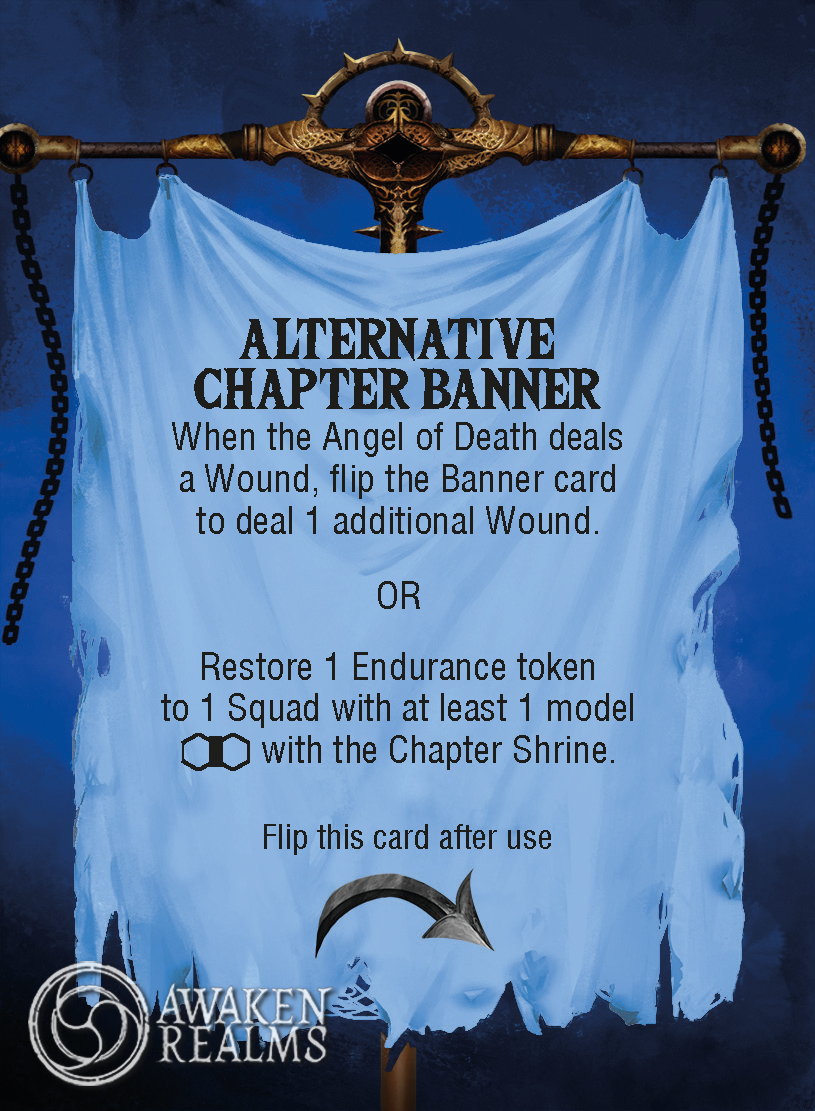 ALTERNATIVE
CHAPTER BANNER
When the Angel of Death deals
a Wound, flip the Banner card
to deal 1 additional Wound.
OR
Restore 1 Endurance token
to 1 Squad with at least 1 model
with the Chapter Shrine.
Flip this card after use
AWAKEN
REALMS